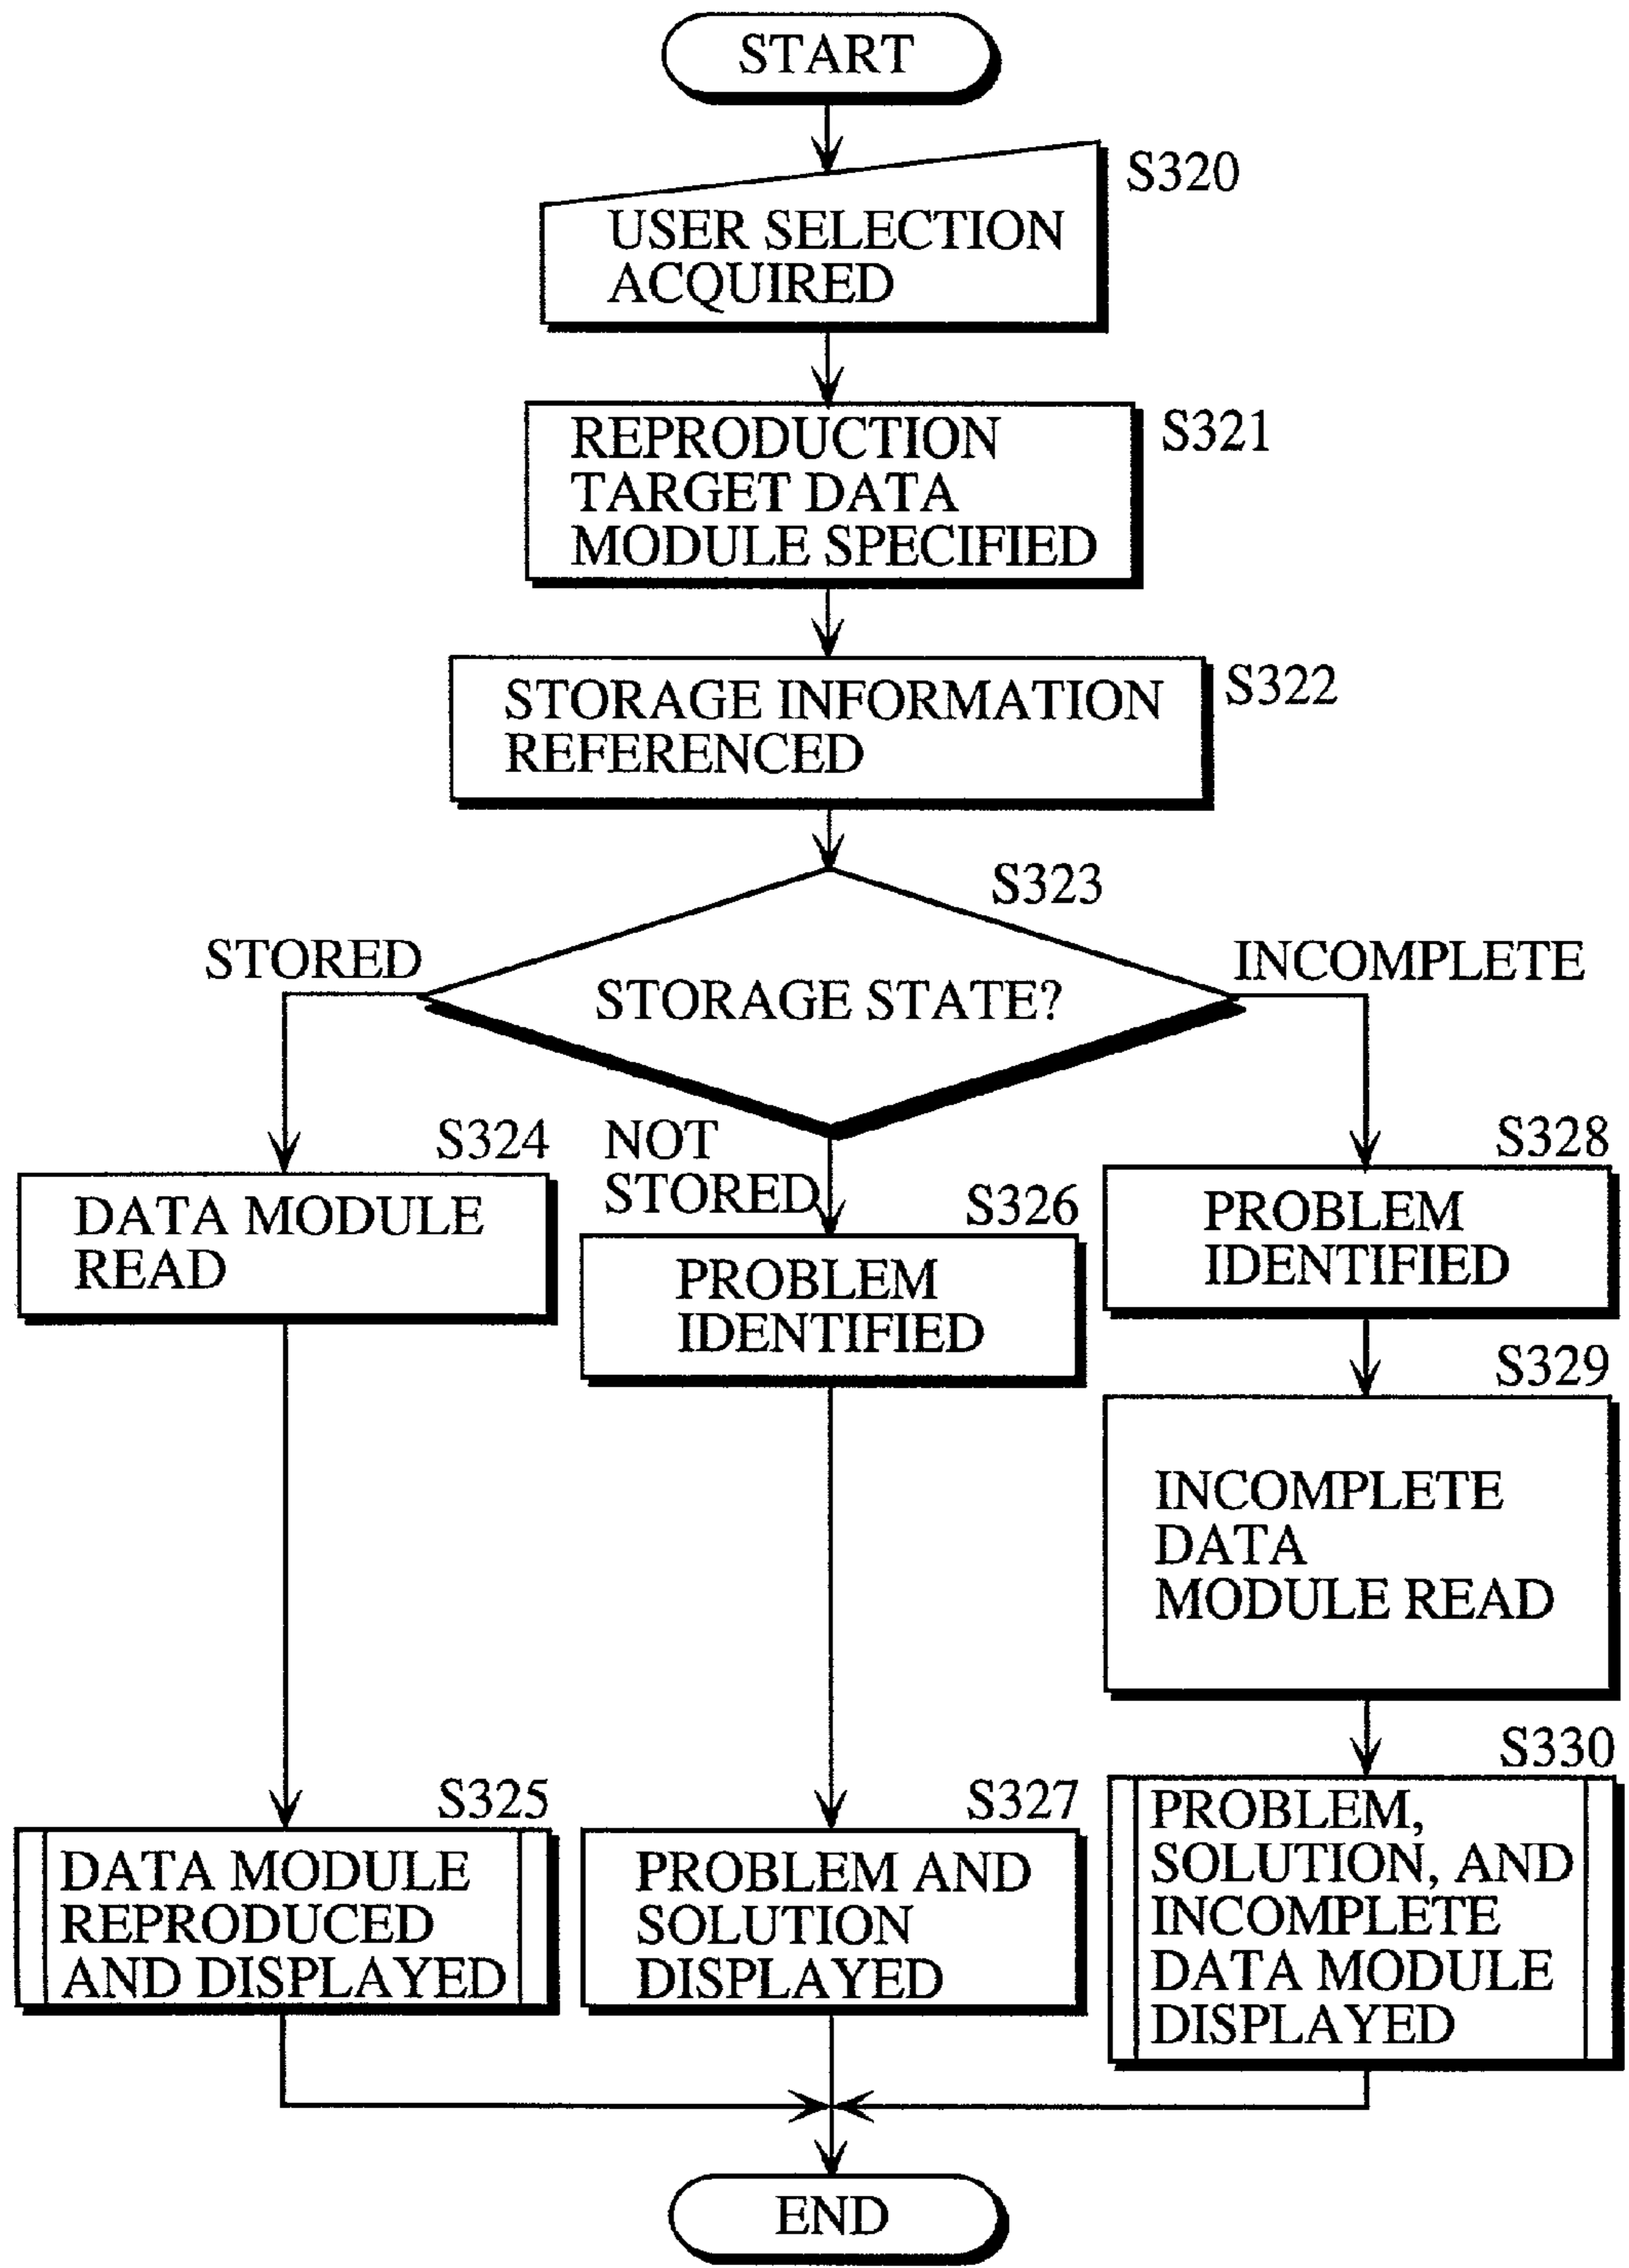 START
S320
USER SELECTION
ACQUIRED
S321
REPRODUCTION
TARGET DATA
MODULE SPECIFIED
S322
STORAGE INFORMATION
REFERENCED
S323
STORED
INCOMPLETE
STORAGE STATE?
S324
DATA MODULE
READ
NOT
STORED
S326
PROBLEM
IDENTIFIED
S328
PROBLEM
IDENTIFIED
S329
INCOMPLETE
DATA
MODULE READ
S325
DATA MODULE
REPRODUCED
AND DISPLAYED
S327
PROBLEM AND
SOLUTION
DISPLAYED
S330
PROBLEM,
SOLUTION, AND
INCOMPLETE
DATA MODULE
DISPLAYED
END